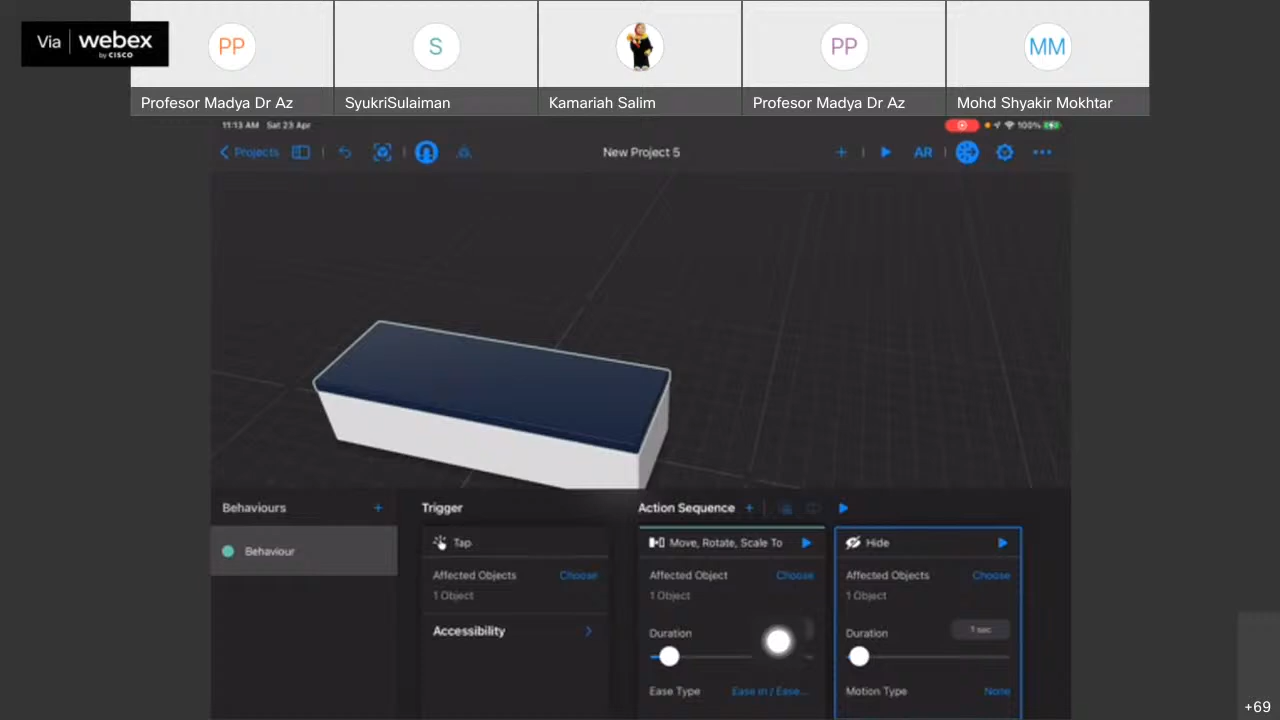 Via webex
by CISCO
PP
S
PP
MM
Profesor Madya Dr Az
SyukriSulaiman
Kamariah Salim
Profesor Madya Dr Az
Mohd Shyakir Mokhtar
11:13 AM Sat 23 Apr
100%
Projects
New Project 5
AR
Behaviours
Trigger
Action Sequence
Behaviour
Tap
Move, Rotate, Scale To
Hide
Affected Objects Choose
1 Object
Affected Object Choose
1 Object
Affected Objects Choose
1 Object
Accessibility
Duration
Duration 1 sec
Ease Type Ease in / Ease...
Motion Type None
+69